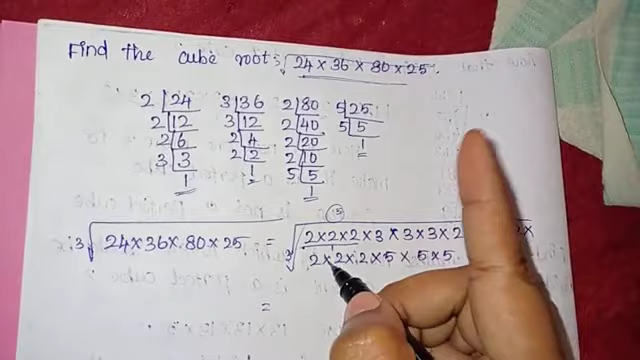 Find the cube root ∛24×36×80×25.
2|24 3|36 2|80 5|25
2|12 3|12 2|40 5|5
2|6 2|4 2|20 1
3|3 2|2 2|10
1 1 5|5
1
15
∛24×36×80×25 = ∛2×2×2×3×3×3×2 ×
2×2×2×5×5×5
=